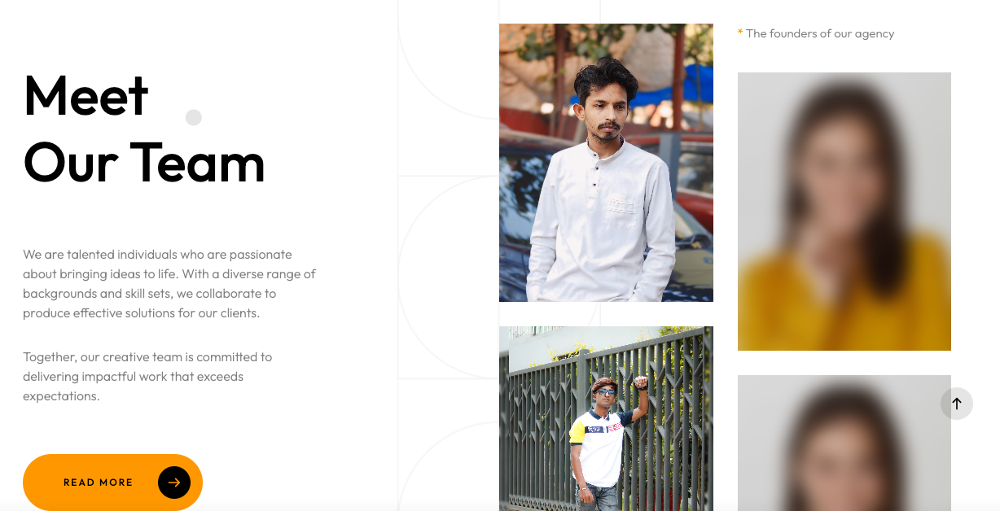 Meet
Our Team
We are talented individuals who are passionate
about bringing ideas to life. With a diverse range of
backgrounds and skill sets, we collaborate to
produce effective solutions for our clients.
Together, our creative team is committed to
delivering impactful work that exceeds
expectations.
READ MORE
* The founders of our agency